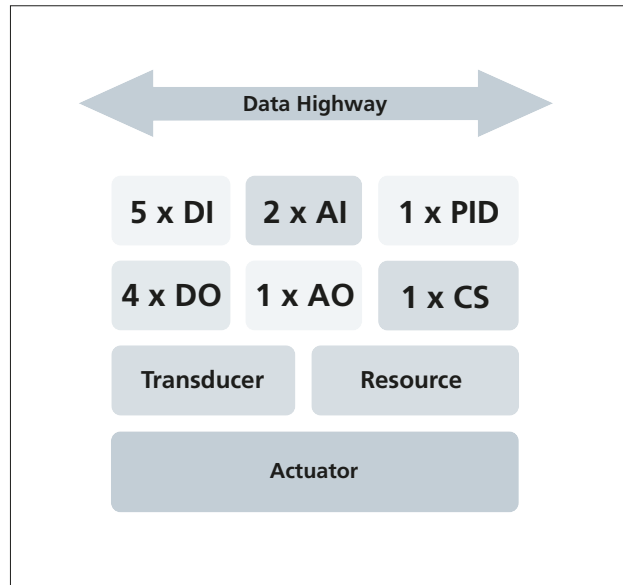 Data Highway
5 x DI
2 x AI
1 x PID
4 x DO
1 x AO
1 x CS
Transducer
Resource
Actuator